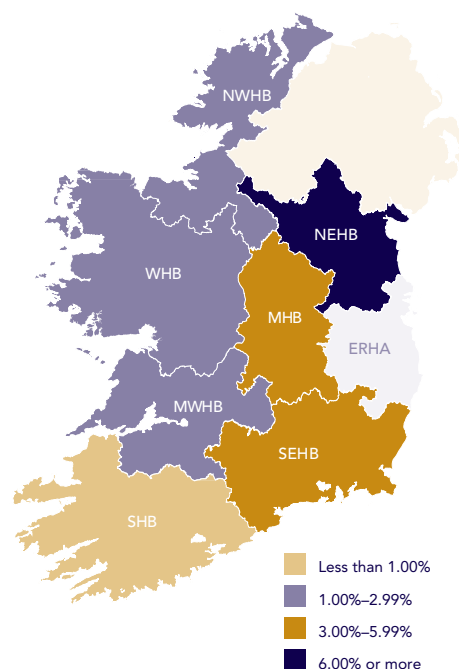 NWHB
NEHB
WHB
MHB
ERHA
MWHB
SEHB
SHB
Less than 1.00%
1.00%–2.99%
3.00%–5.99%
6.00% or more